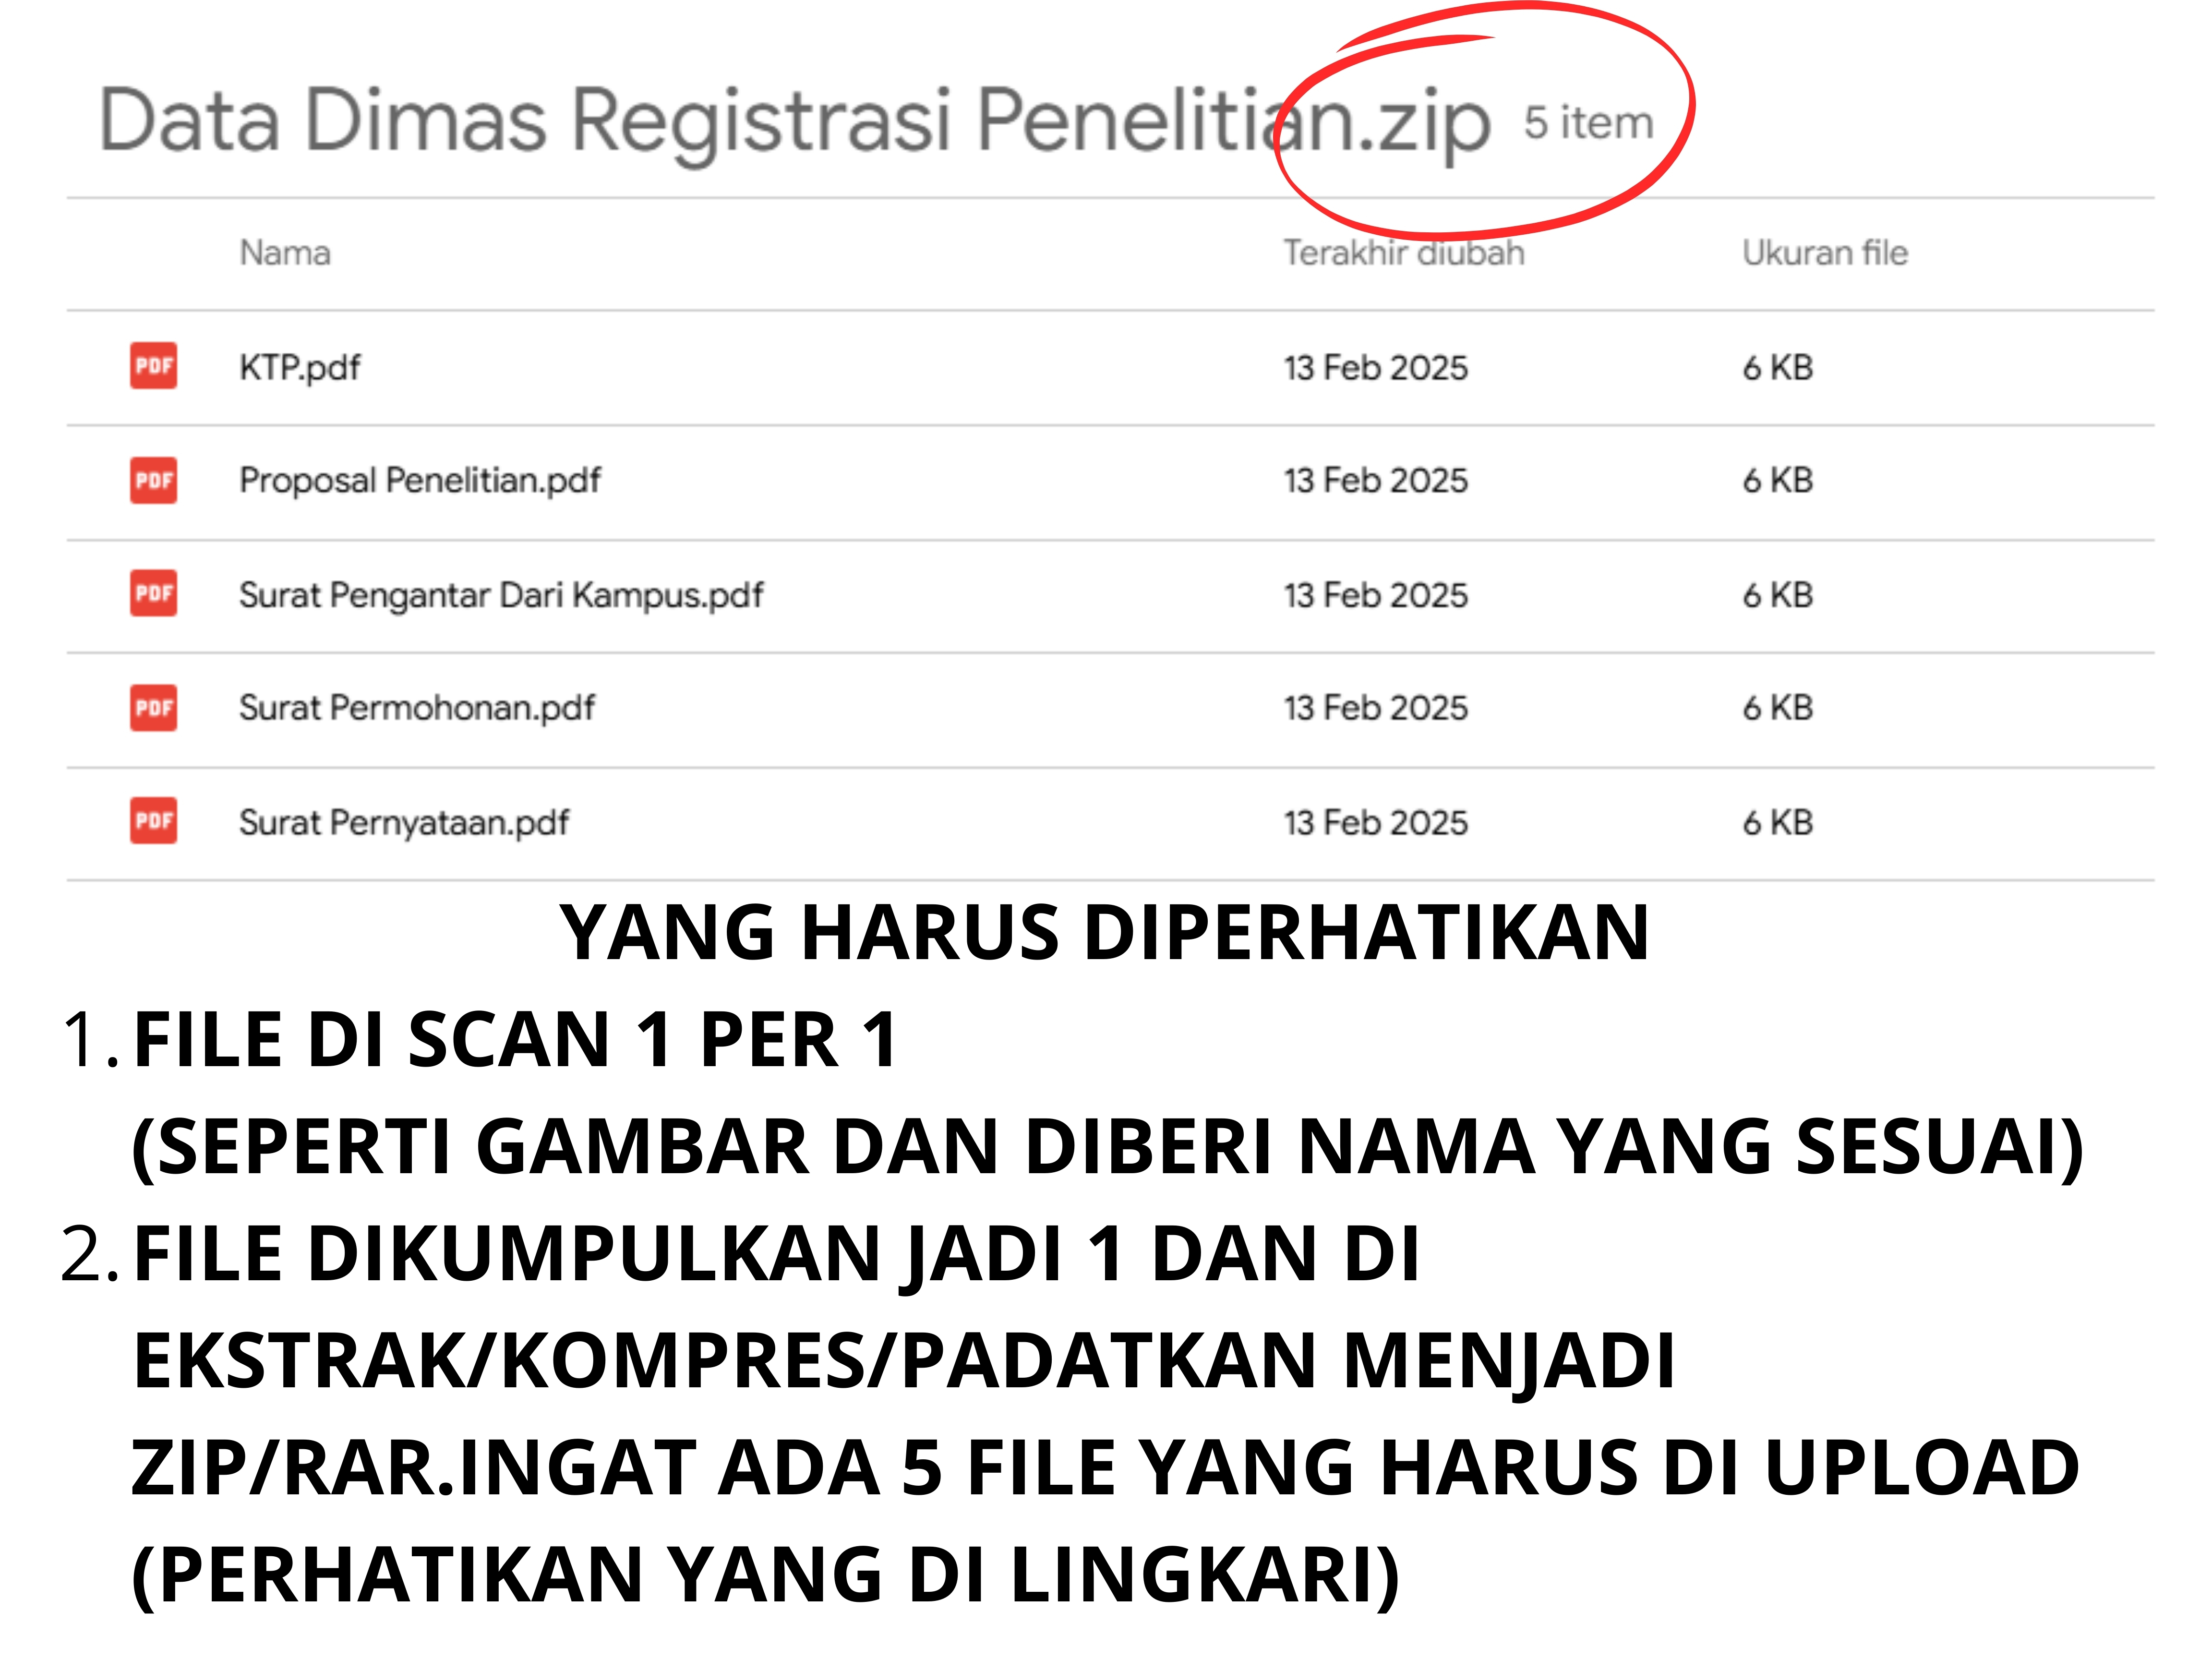 Data Dimas Registrasi Penelitian.zip 5 item
Nama Terakhir diubah Ukuran file
PDF KTP.pdf 13 Feb 2025 6 KB
PDF Proposal Penelitian.pdf 13 Feb 2025 6 KB
PDF Surat Pengantar Dari Kampus.pdf 13 Feb 2025 6 KB
PDF Surat Permohonan.pdf 13 Feb 2025 6 KB
PDF Surat Pernyataan.pdf 13 Feb 2025 6 KB
YANG HARUS DIPERHATIKAN
1. FILE DI SCAN 1 PER 1
(SEPERTI GAMBAR DAN DIBERI NAMA YANG SESUAI)
2. FILE DIKUMPULKAN JADI 1 DAN DI
EKSTRAK/KOMPRES/PADATKAN MENJADI
ZIP/RAR.INGAT ADA 5 FILE YANG HARUS DI UPLOAD
(PERHATIKAN YANG DI LINGKARI)